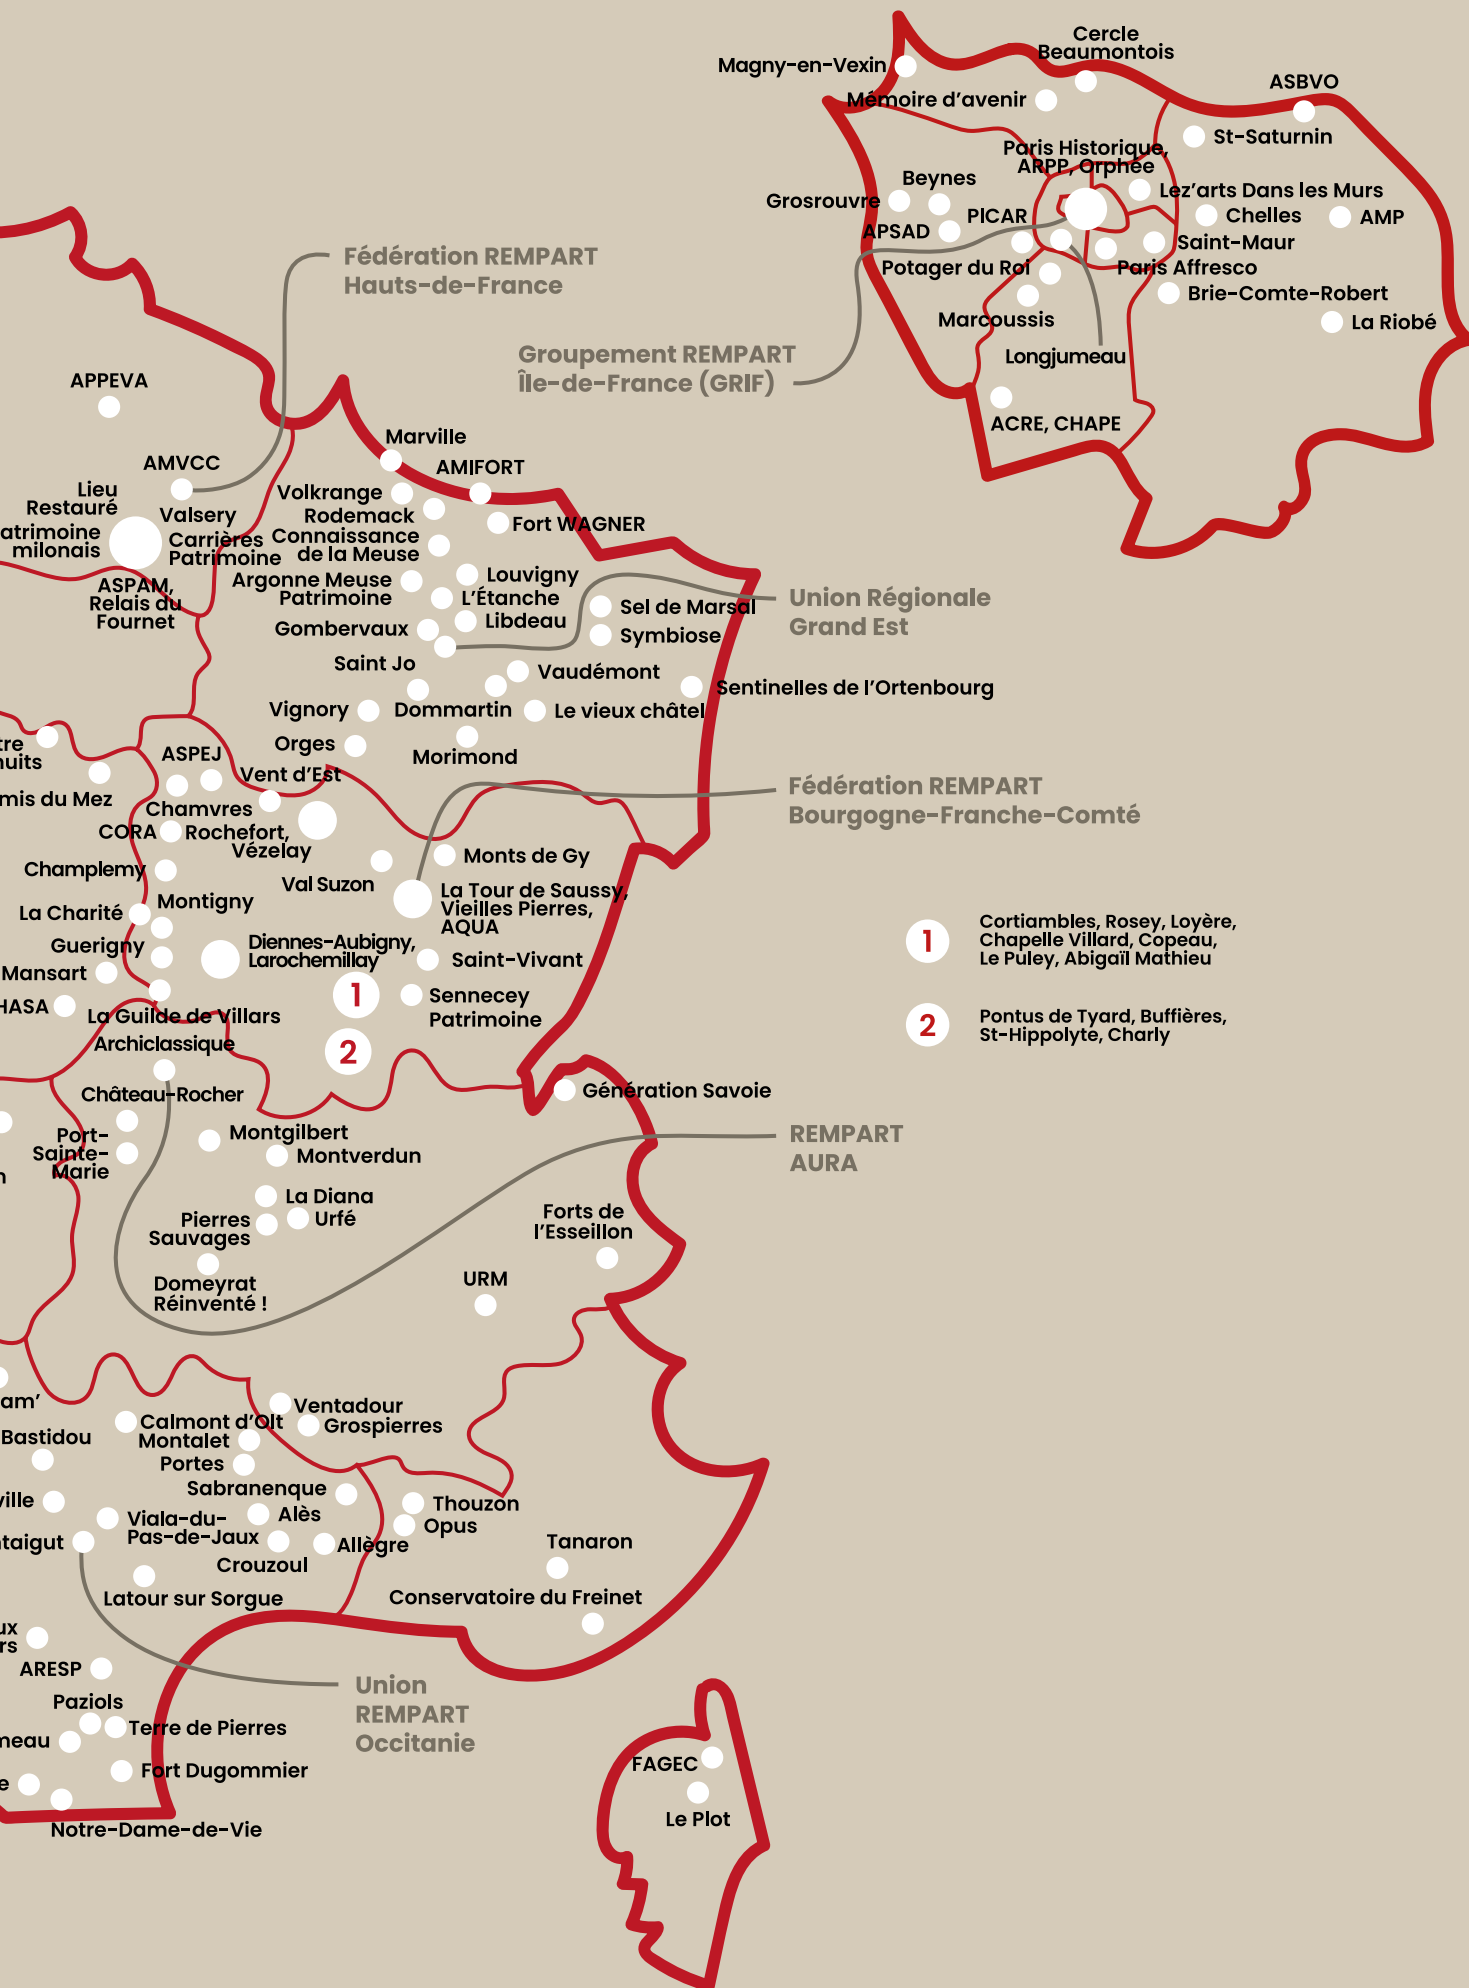 Cercle
Beaumontois
Magny-en-Vexin
ASBVO
Mémoire d'avenir
St-Saturnin
Paris Historique,
ARPP, Orphée
Beynes
Lez'arts Dans les Murs
Grosrouvre
PICAR
Chelles
AMP
APSAD
Saint-Maur
Potager du Roi
Paris Affresco
Brie-Comte-Robert
Marcoussis
La Riobé
Longjumeau
ACRE, CHAPE
Fédération REMPART
Hauts-de-France
Groupement REMPART
Île-de-France (GRIF)
APPEVA
Marville
AMVCC
AMIFORT
Lieu
Restauré
Volkrange
Rodemack
Valsery
Fort WAGNER
atrimoine
milonais
Carrières
Patrimoine
Connaissance
de la Meuse
ASPAM,
Relais du
Fournet
Argonne Meuse
Patrimoine
Louvigny
L'Étanche
Libdeau
Sel de Marsal
Union Régionale
Grand Est
Gombervaux
Symbiose
Saint Jo
Vaudémont
Sentinelles de l'Ortenbourg
Vignory
Dommartin
Le vieux châtel
Orges
Morimond
tre
nuits
ASPEJ
Vent d'Est
mis du Mez
Chamvres
Fédération REMPART
Bourgogne-Franche-Comté
CORA
Rochefort,
Vézelay
Monts de Gy
Champlemy
Val Suzon
La Tour de Saussy,
Vieilles Pierres,
AQUA
La Charité
Montigny
Guerigny
Diennes-Aubigny,
Larochemillay
Saint-Vivant
Mansart
1
Sennecey
Patrimoine
HASA
La Guilde de Villars
2
Archiclassique
1
Cortiambles, Rosey, Loyère,
Chapelle Villard, Copeau,
Le Puley, Abigaïl Mathieu
2
Pontus de Tyard, Buffières,
St-Hippolyte, Charly
Château-Rocher
Génération Savoie
Port-
Sainte-
Marie
Montgilbert
Montverdun
REMPART
AURA
n
La Diana
Pierres
Sauvages
Urfé
Forts de
l'Esseillon
Domeyrat
Réinventé !
URM
am'
Ventadour
Calmont d'Olt
Grospierres
Bastidou
Montalet
Portes
Sabranenque
ville
Thouzon
Viala-du-
Pas-de-Jaux
Alès
Opus
ntaigut
Allègre
Tanaron
Crouzoul
Latour sur Sorgue
Conservatoire du Freinet
ux
rs
ARESP
Union
REMPART
Occitanie
Paziols
Terre de Pierres
meau
Fort Dugommier
e
Notre-Dame-de-Vie
FAGEC
Le Plot